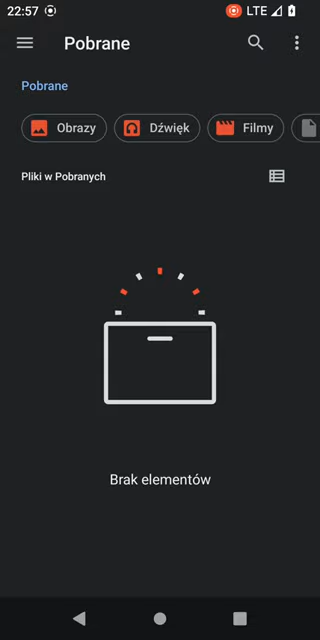 22:57 LTE
Pobrane
Pobrane
Obrazy Dźwięk Filmy
Pliki w Pobranych
Brak elementów